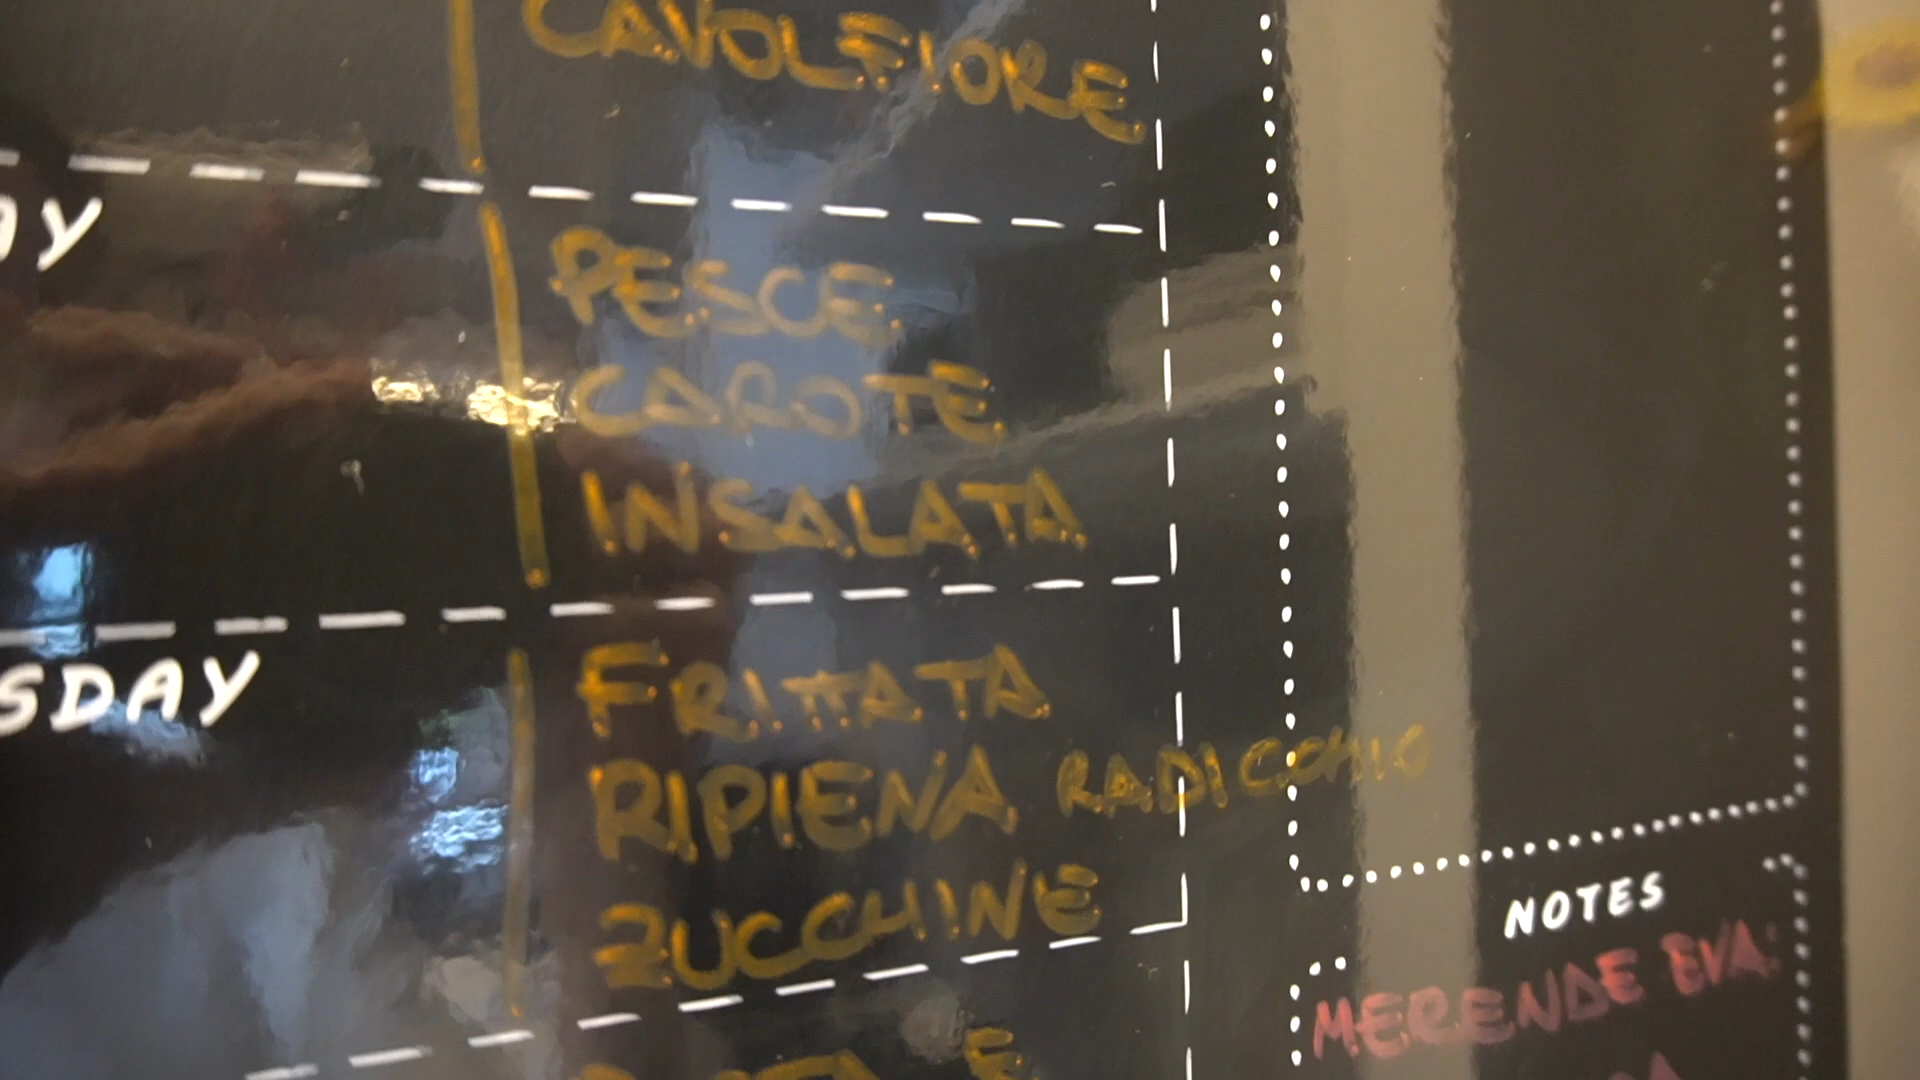 CAVOLFIORE
AY
PESCE
CAROTE
INSALATA
SDAY
FRITTATA
RIPIENA RADICCHIO
ZUCCHINE
NOTES
MERENDE EVA: